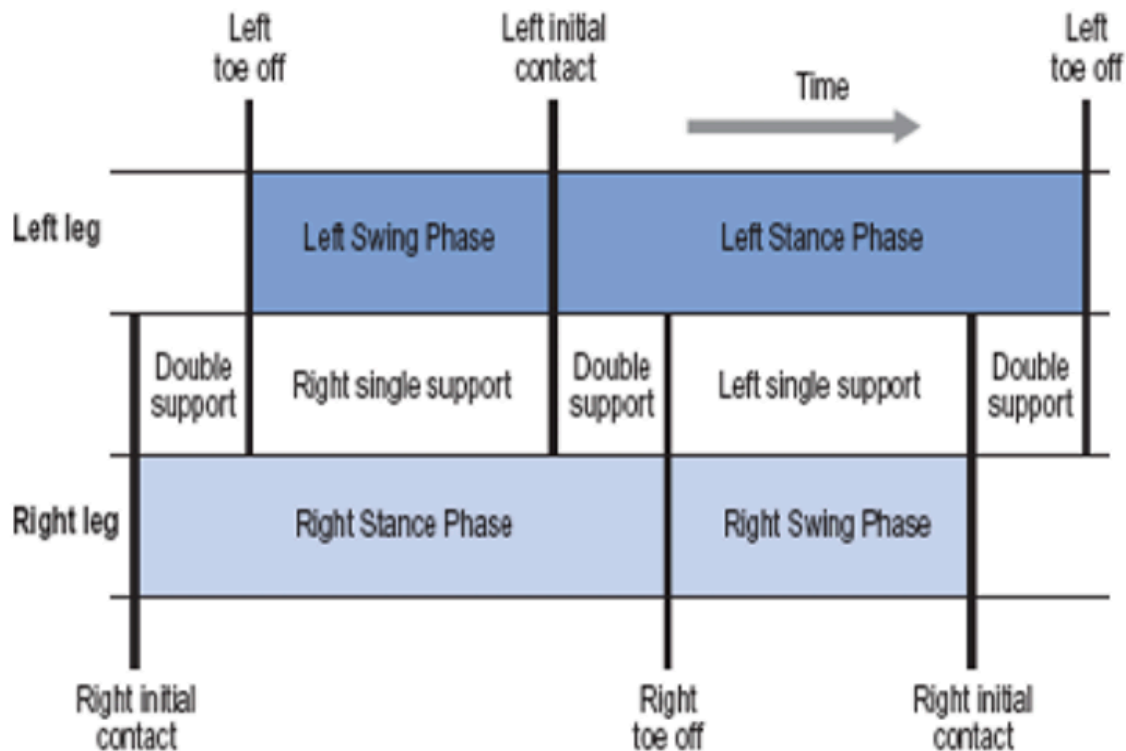 Left
toe off
Left initial
contact
Left
toe off
Time
Left leg
Left Swing Phase
Left Stance Phase
Double
support
Right single support
Double
support
Left single support
Double
support
Right leg
Right Stance Phase
Right Swing Phase
Right initial
contact
Right
toe off
Right initial
contact